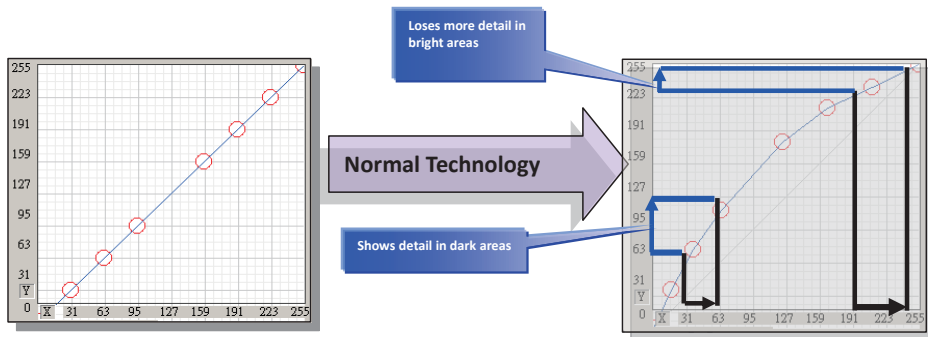 Loses more detail in
bright areas
255
223
191
159
127
95
63
31
Y
0 X 31 63 95 127 159 191 223 255
Normal Technology
Shows detail in dark areas
255
223
191
159
127
95
63
31
Y
0 X 31 63 95 127 159 191 223 255